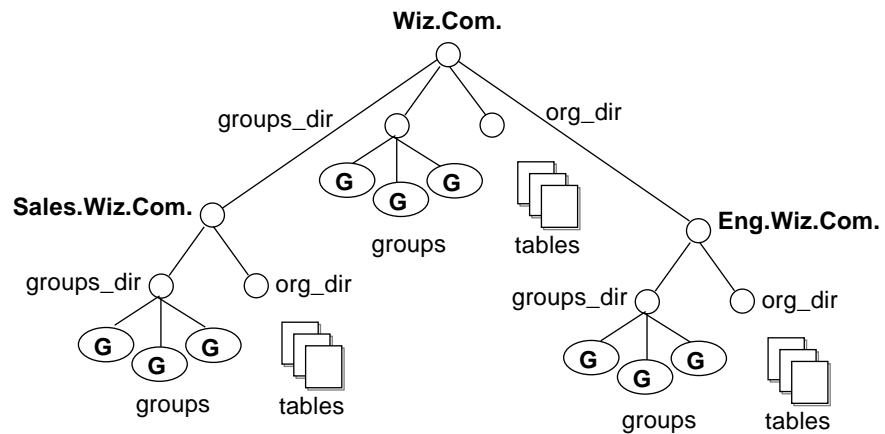 Wiz.Com.
groups_dir
org_dir
G G G
groups
tables
Sales.Wiz.Com.
Eng.Wiz.Com.
groups_dir
org_dir
G G G
groups
tables
groups_dir
org_dir
G G G
groups
tables